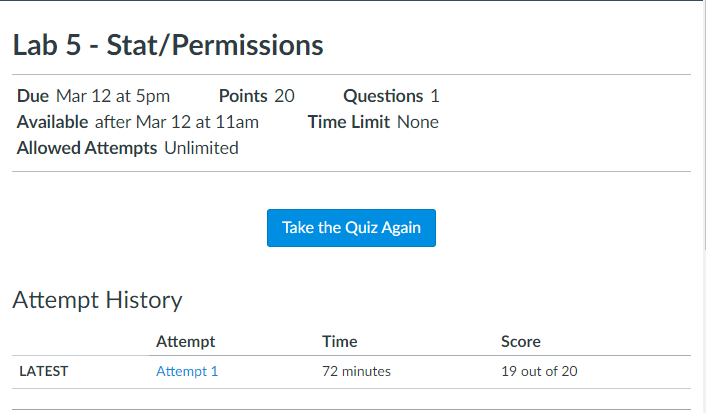 Lab 5 - Stat/Permissions
Due Mar 12 at 5pm Points 20 Questions 1
Available after Mar 12 at 11am Time Limit None
Allowed Attempts Unlimited
Take the Quiz Again
Attempt History
Attempt Time Score
LATEST Attempt 1 72 minutes 19 out of 20